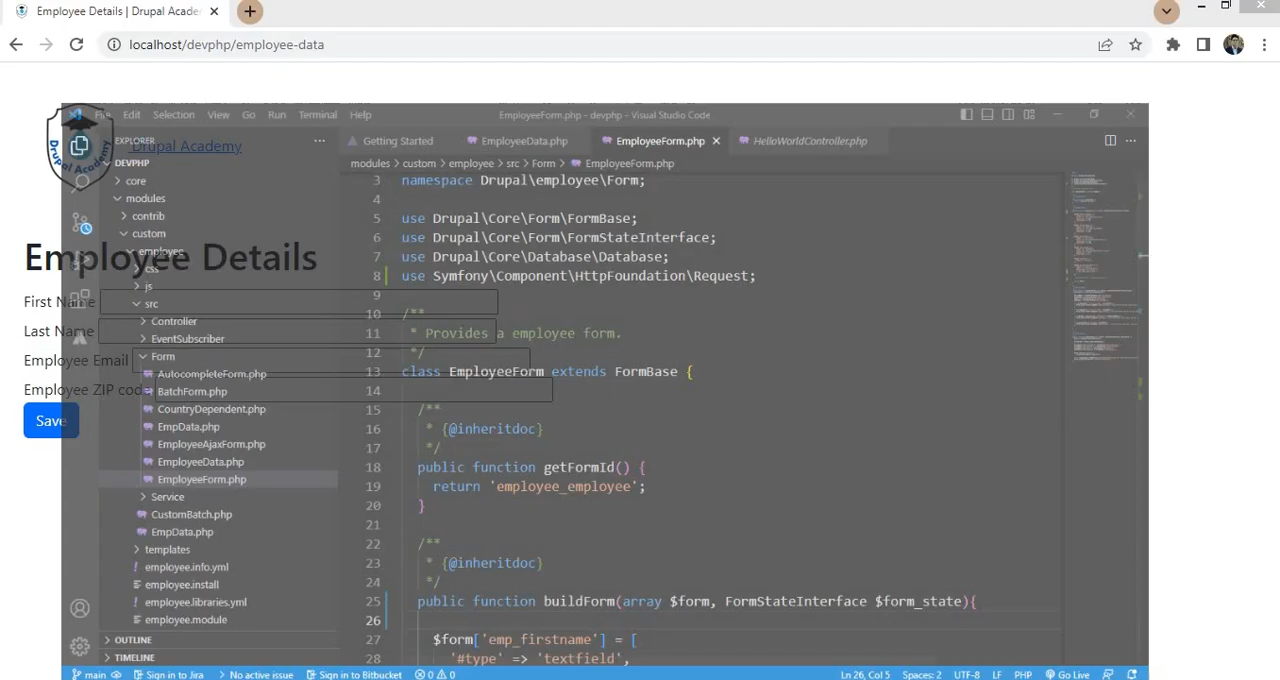 Employee Details | Drupal Acade
localhost/devphp/employee-data
File Edit Selection View Go Run Terminal Help
EmployeeForm.php - devphp - Visual Studio Code
Drupal Academy
Drupal Academy
EXPLORER
DEVPHP
core
modules
contrib
custom
employee
css
js
src
Controller
EventSubscriber
Form
AutocompleteForm.php
BatchForm.php
CountryDependent.php
EmpData.php
EmployeeAjaxForm.php
EmployeeData.php
EmployeeForm.php
Service
CustomBatch.php
EmpData.php
templates
employee.info.yml
employee.install
employee.libraries.yml
employee.module
OUTLINE
TIMELINE
Employee Details
First Name
Last Name
Employee Email
Employee ZIP code
Save
Getting Started EmployeeData.php EmployeeForm.php HelloWorldController.php
modules > custom > employee > src > Form > EmployeeForm.php
3 namespace Drupal\employee\Form;
4
5 use Drupal\Core\Form\FormBase;
6 use Drupal\Core\Form\FormStateInterface;
7 use Drupal\Core\Database\Database;
8 use Symfony\Component\HttpFoundation\Request;
9
10 /**
11 * Provides a employee form.
12 */
13 class EmployeeForm extends FormBase {
14
15 /**
16 * {@inheritdoc}
17 */
18 public function getFormId() {
19 return 'employee_employee';
20 }
21
22 /**
23 * {@inheritdoc}
24 */
25 public function buildForm(array $form, FormStateInterface $form_state){
26
27 $form['emp_firstname'] = [
28 '#type' => 'textfield',
main Sign in to Jira No active issue Sign in to Bitbucket 0 0 Ln 26, Col 5 Spaces: 2 UTF-8 LF PHP Go Live